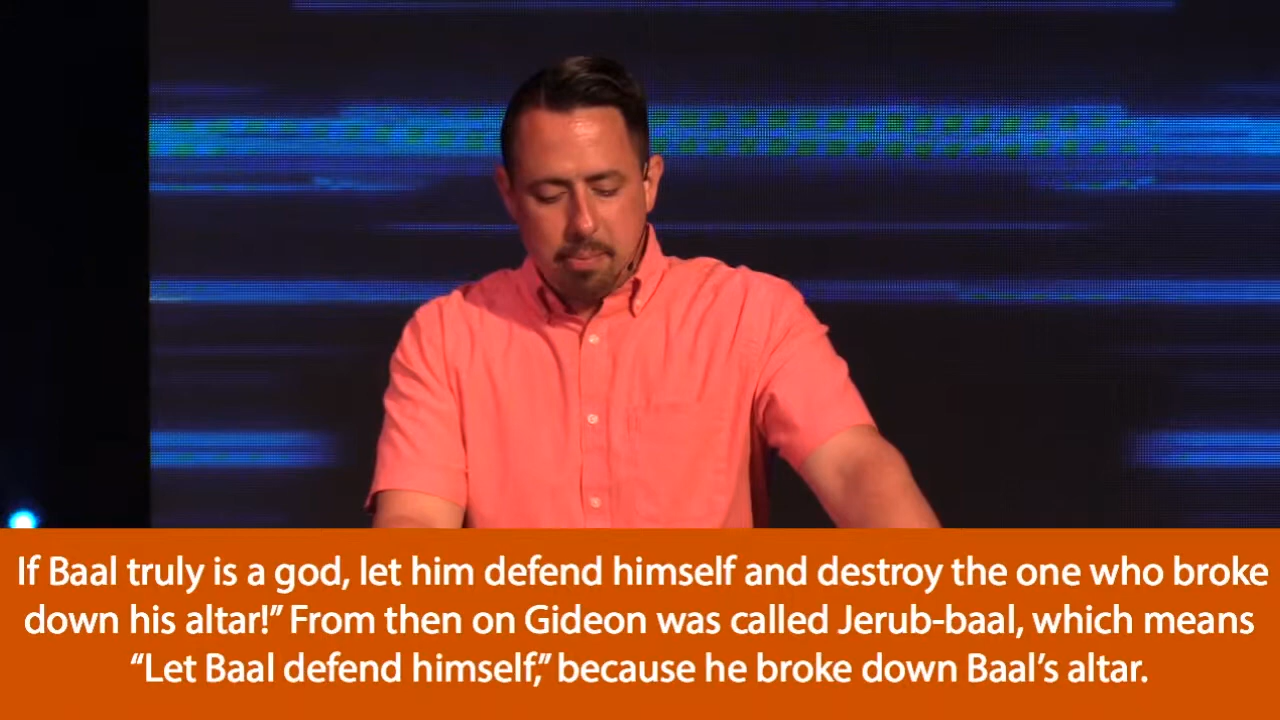 If Baal truly is a god, let him defend himself and destroy the one who broke
down his altar!” From then on Gideon was called Jerub-baal, which means
“Let Baal defend himself,” because he broke down Baal’s altar.